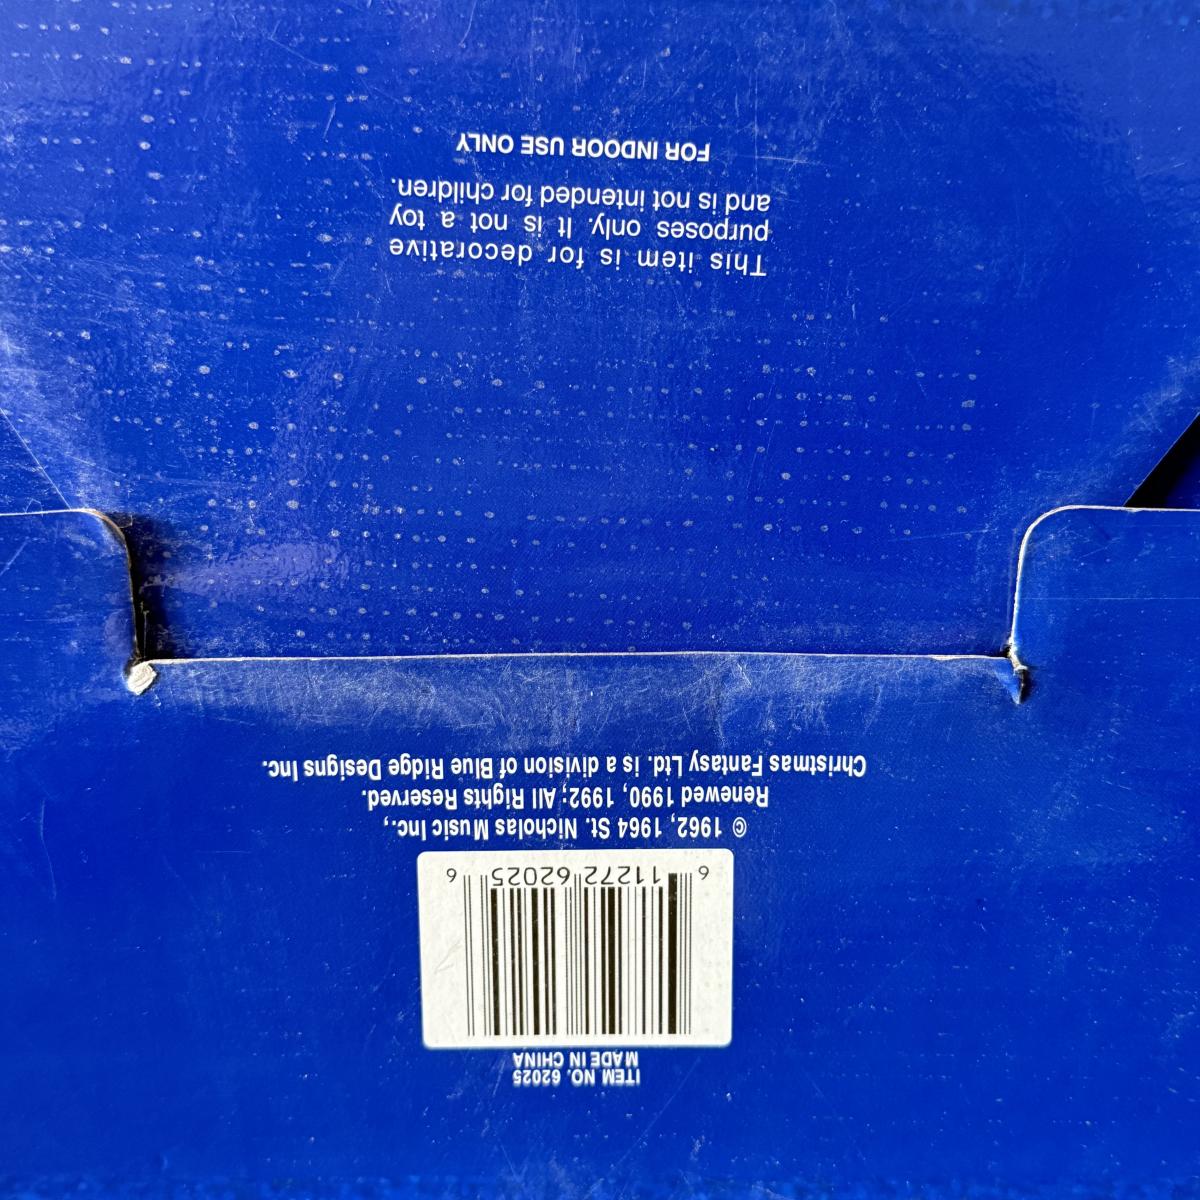 ITEM NO. 62025
MADE IN CHINA
6 11272 62025 6
© 1962, 1964 St. Nicholas Music Inc.,
Renewed 1990, 1992; All Rights Reserved.
Christmas Fantasy Ltd. is a division of Blue Ridge Designs Inc.
This item is for decorative
purposes only. It is not a toy
and is not intended for children.
FOR INDOOR USE ONLY